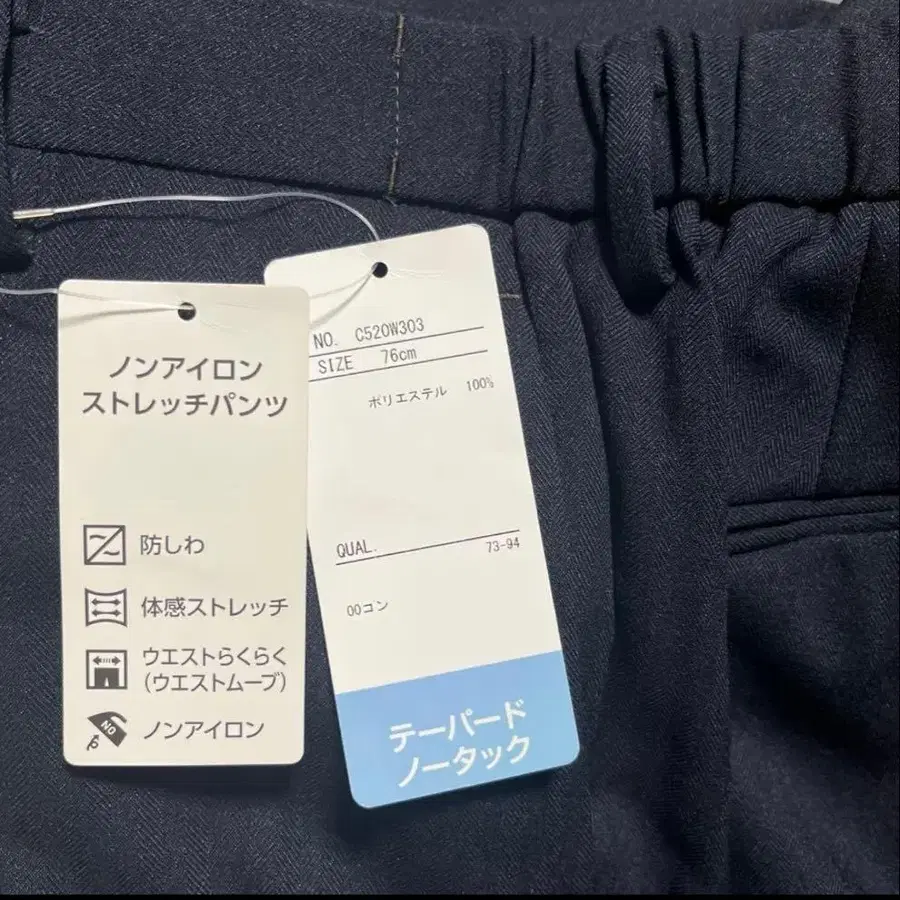 ノンアイロン
ストレッチパンツ
防しわ
体感ストレッチ
ウエストらくらく
(ウエストムーブ)
NO
ノンアイロン
NO. C520W303
SIZE 76cm
ポリエステル 100%
QUAL. 73-94
00コン
テーパード
ノータック